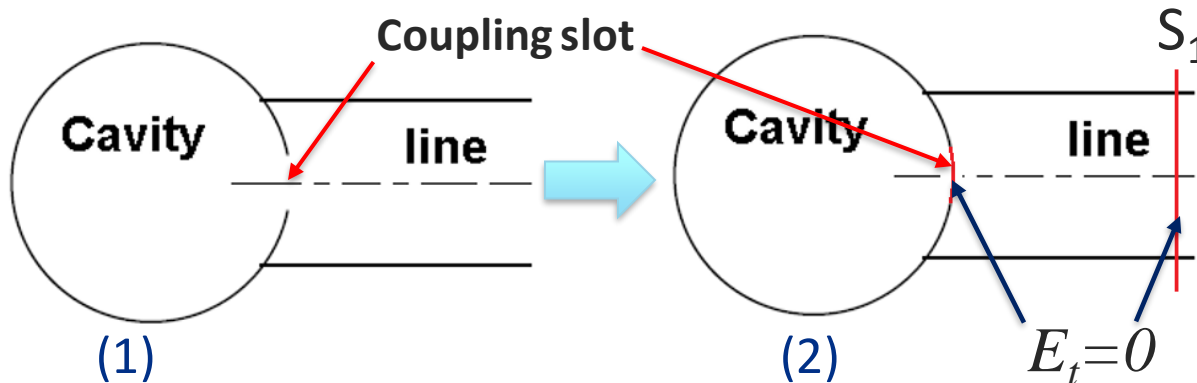 Coupling slot
S1
Cavity
line
Cavity
line
(1)
(2)
Et=0